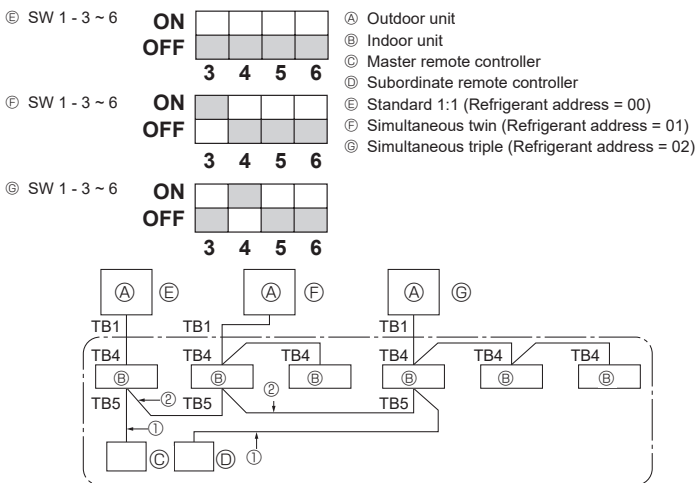 Ⓔ SW 1 - 3 ~ 6 ON
OFF
3 4 5 6
Ⓕ SW 1 - 3 ~ 6 ON
OFF
3 4 5 6
Ⓖ SW 1 - 3 ~ 6 ON
OFF
3 4 5 6
Ⓐ Outdoor unit
Ⓑ Indoor unit
Ⓒ Master remote controller
Ⓓ Subordinate remote controller
Ⓔ Standard 1:1 (Refrigerant address = 00)
Ⓕ Simultaneous twin (Refrigerant address = 01)
Ⓖ Simultaneous triple (Refrigerant address = 02)
Ⓐ Ⓔ Ⓐ Ⓕ Ⓐ Ⓖ
TB1 TB1 TB1
TB4 TB4 TB4 TB4 TB4 TB4
Ⓑ Ⓑ Ⓑ Ⓑ Ⓑ Ⓑ
TB5 ② TB5 ② TB5
① ①
Ⓒ Ⓓ